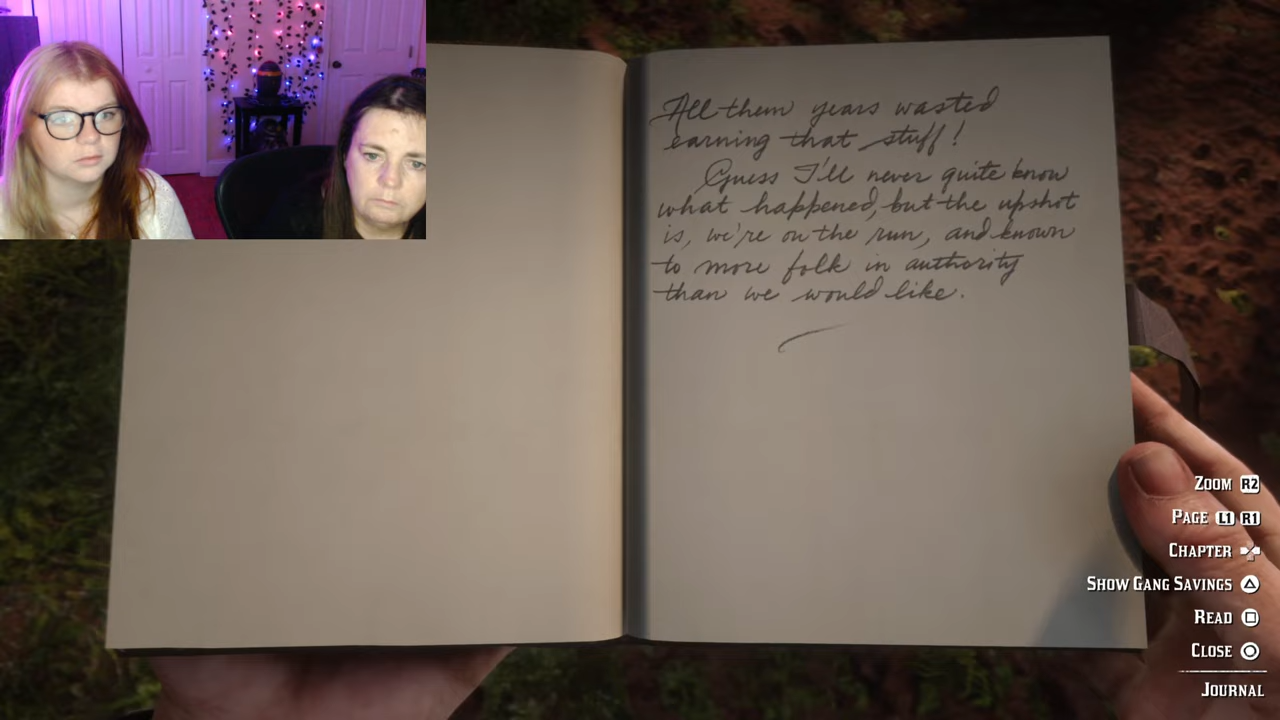 All them years wasted
earning that stuff!
Guess I'll never quite know
what happened, but the upshot
is, we're on the run, and known
to more folk in authority
than we would like.
ZOOM R2
PAGE L1 R1
CHAPTER
SHOW GANG SAVINGS
READ
CLOSE
JOURNAL